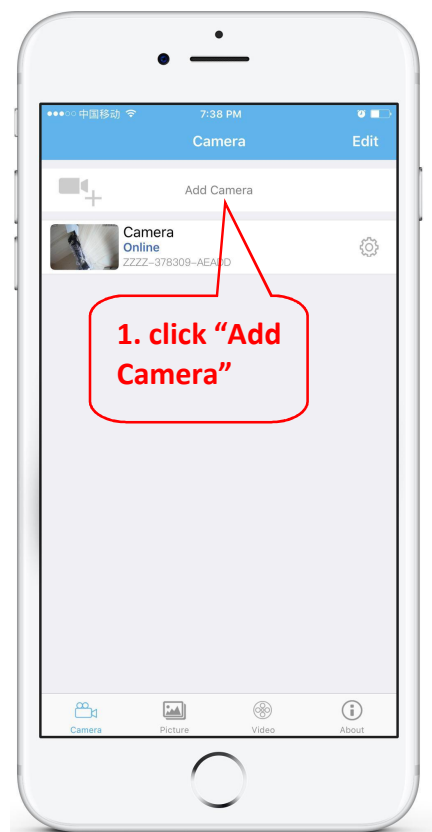 中国移动 7:38 PM
Camera Edit
Add Camera
Camera
Online
ZZZZ-378309-AEADD
1. click “Add
Camera”
Camera Picture Video About